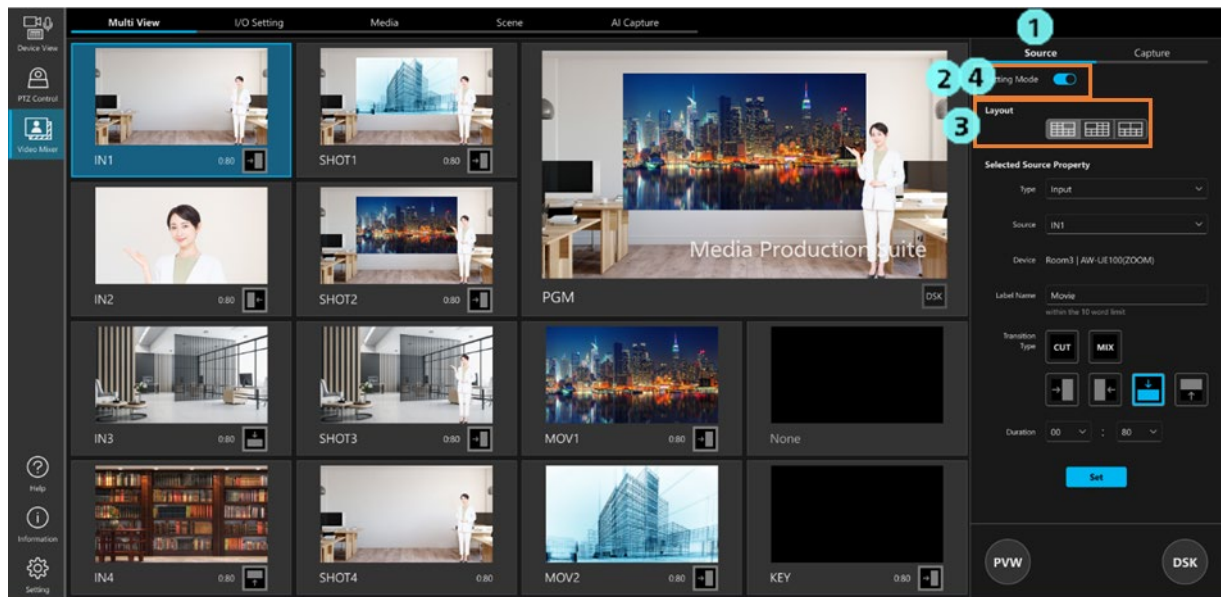 Multi View I/O Setting Media Scene AI Capture
1
Device View
Source Capture
2 4 Setting Mode
PTZ Control
Layout
3
Video Mixer
IN1 0:80
SHOT1 0:80
Selected Source Property
Type Input
Source IN1
Media Production Suite
Device Room3 | AW-UE100(ZOOM)
IN2 0:80
SHOT2 0:80
PGM DSK
Label Name Movie
within the 10 word limit
Transition
Type CUT MIX
IN3 0:80
SHOT3 0:80
MOV1 0:80
None
Duration 00 : 80
Help
Set
Information
Setting
IN4 0:80
SHOT4 0:80
MOV2 0:80
KEY 0:80
PVW DSK